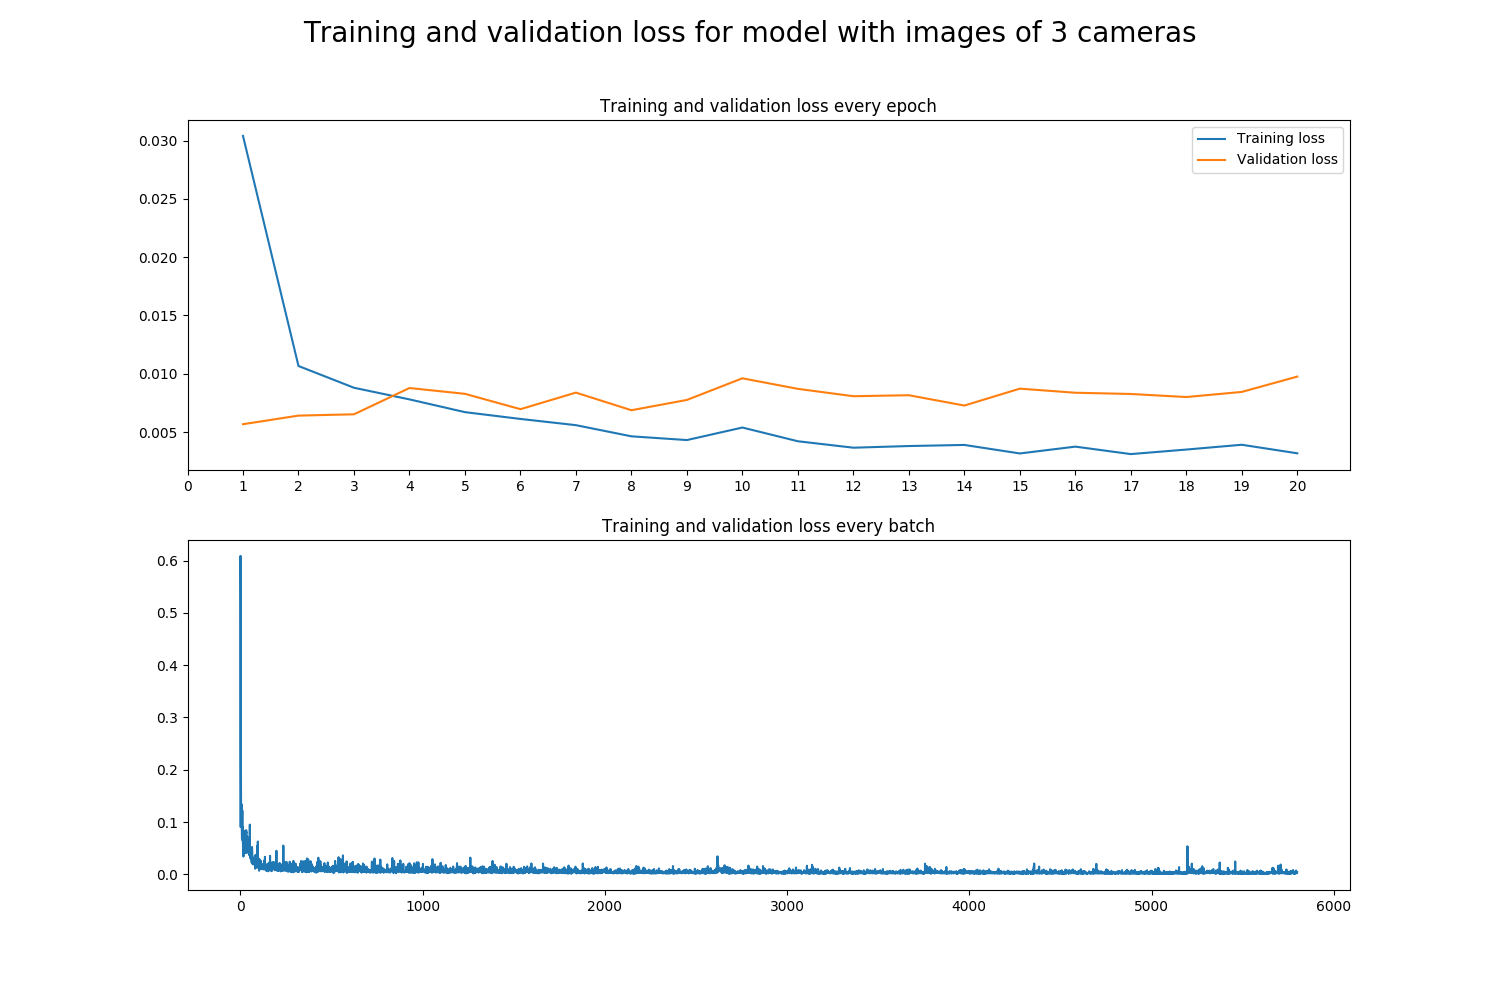 Training and validation loss for model with images of 3 cameras
Training and validation loss every epoch
Training loss
Validation loss
0.030
0.025
0.020
0.015
0.010
0.005
0 1 2 3 4 5 6 7 8 9 10 11 12 13 14 15 16 17 18 19 20
Training and validation loss every batch
0.6
0.5
0.4
0.3
0.2
0.1
0.0
0 1000 2000 3000 4000 5000 6000